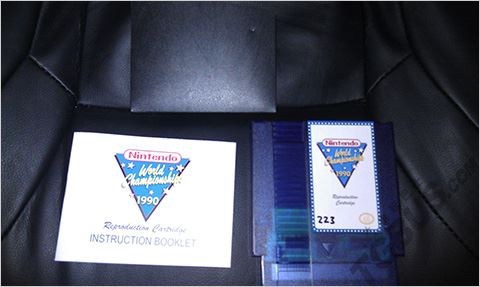 Nintendo
World
Championships
1990
Reproduction Cartridge
INSTRUCTION BOOKLET
Nintendo
World
Championships
1990
Reproduction
Cartridge
223